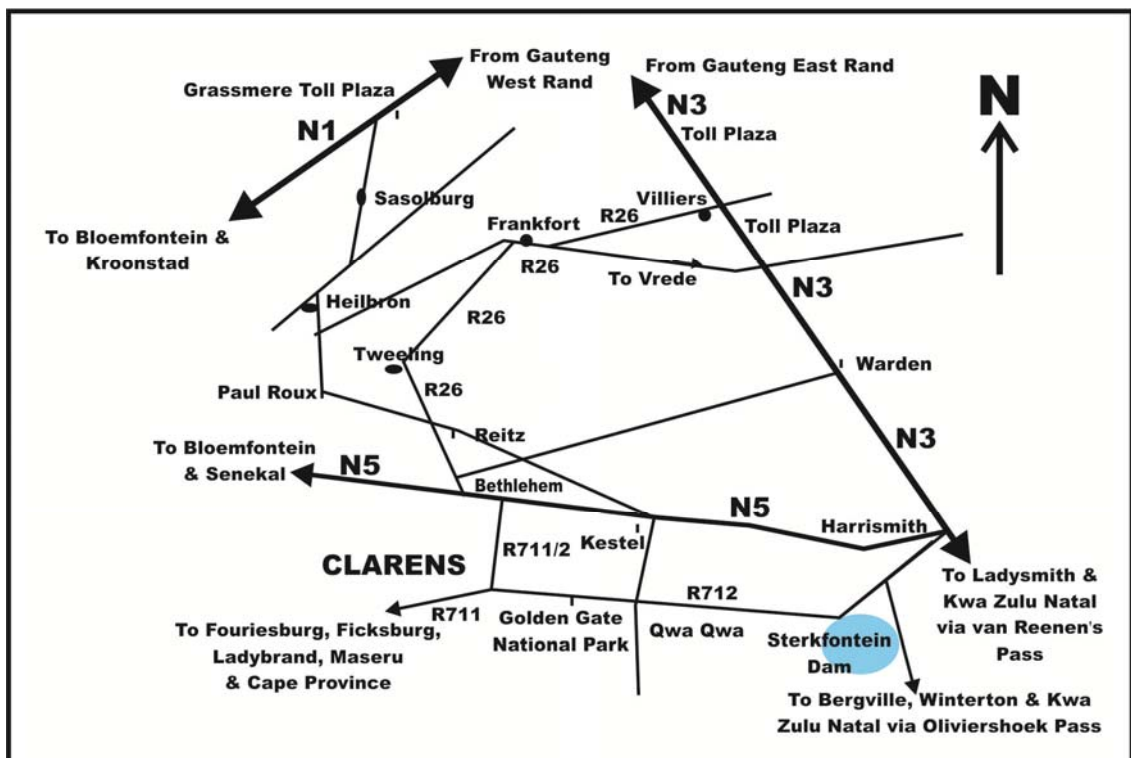 From Gauteng
West Rand
From Gauteng East Rand
Grassmere Toll Plaza
N3
N
Toll Plaza
N1
Sasolburg
Villiers
R26
Frankfort
Toll Plaza
To Bloemfontein &
Kroonstad
R26
To Vrede
N3
Heilbron
R26
Tweeling
Warden
R26
Paul Roux
Reitz
N3
To Bloemfontein
& Senekal
N5
Bethlehem
N5
Harrismith
Kestel
R711/2
CLARENS
To Ladysmith &
Kwa Zulu Natal
via van Reenen's
Pass
R712
R711
Golden Gate
National Park
Qwa Qwa
Sterkfontein
Dam
To Fouriesburg, Ficksburg,
Ladybrand, Maseru
& Cape Province
To Bergville, Winterton & Kwa
Zulu Natal via Oliviershoek Pass